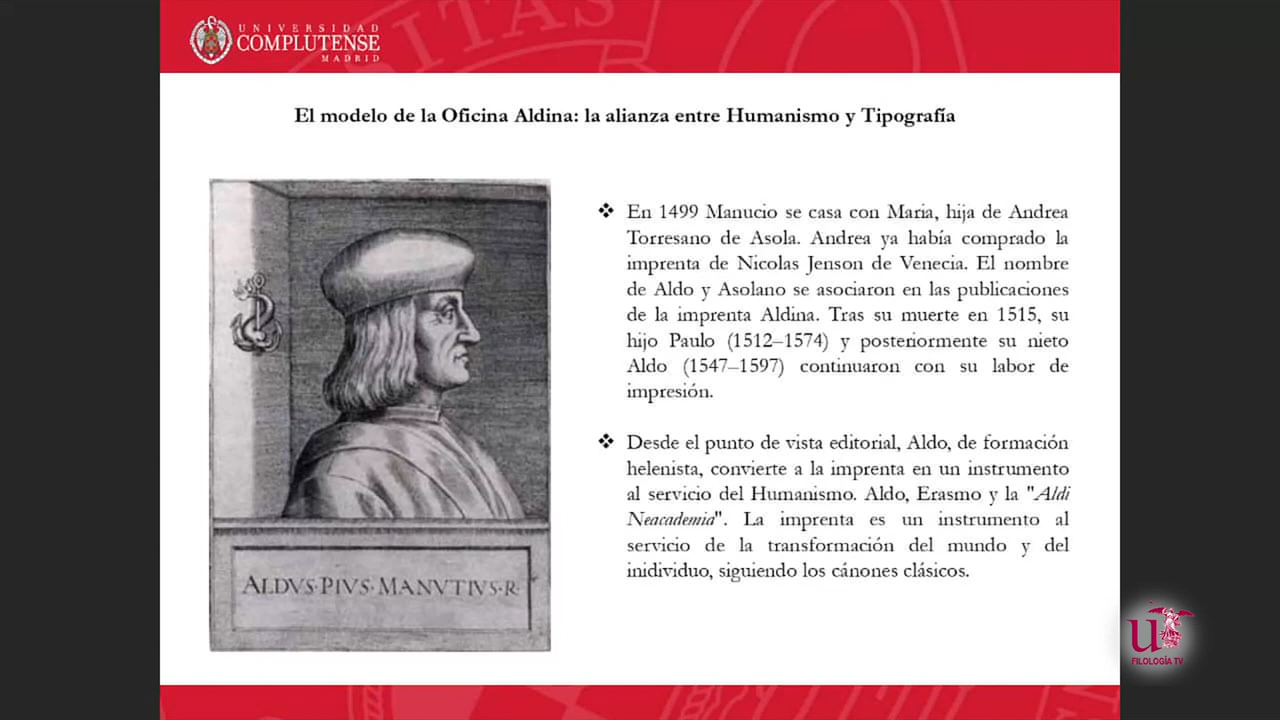 UNIVERSIDAD
COMPLUTENSE
MADRID
El modelo de la Oficina Aldina: la alianza entre Humanismo y Tipografía
❖ En 1499 Manucio se casa con María, hija de Andrea
Torresano de Asola. Andrea ya había comprado la
imprenta de Nicolas Jenson de Venecia. El nombre
de Aldo y Asolano se asociaron en las publicaciones
de la imprenta Aldina. Tras su muerte en 1515, su
hijo Paulo (1512–1574) y posteriormente su nieto
Aldo (1547–1597) continuaron con su labor de
impresión.
❖ Desde el punto de vista editorial, Aldo, de formación
helenista, convierte a la imprenta en un instrumento
al servicio del Humanismo. Aldo, Erasmo y la "Aldi
Neacademia". La imprenta es un instrumento al
servicio de la transformación del mundo y del
inidividuo, siguiendo los cánones clásicos.
ALDVS·PIVS·MANVTIVS·R·
U
FILOLOGÍA TV